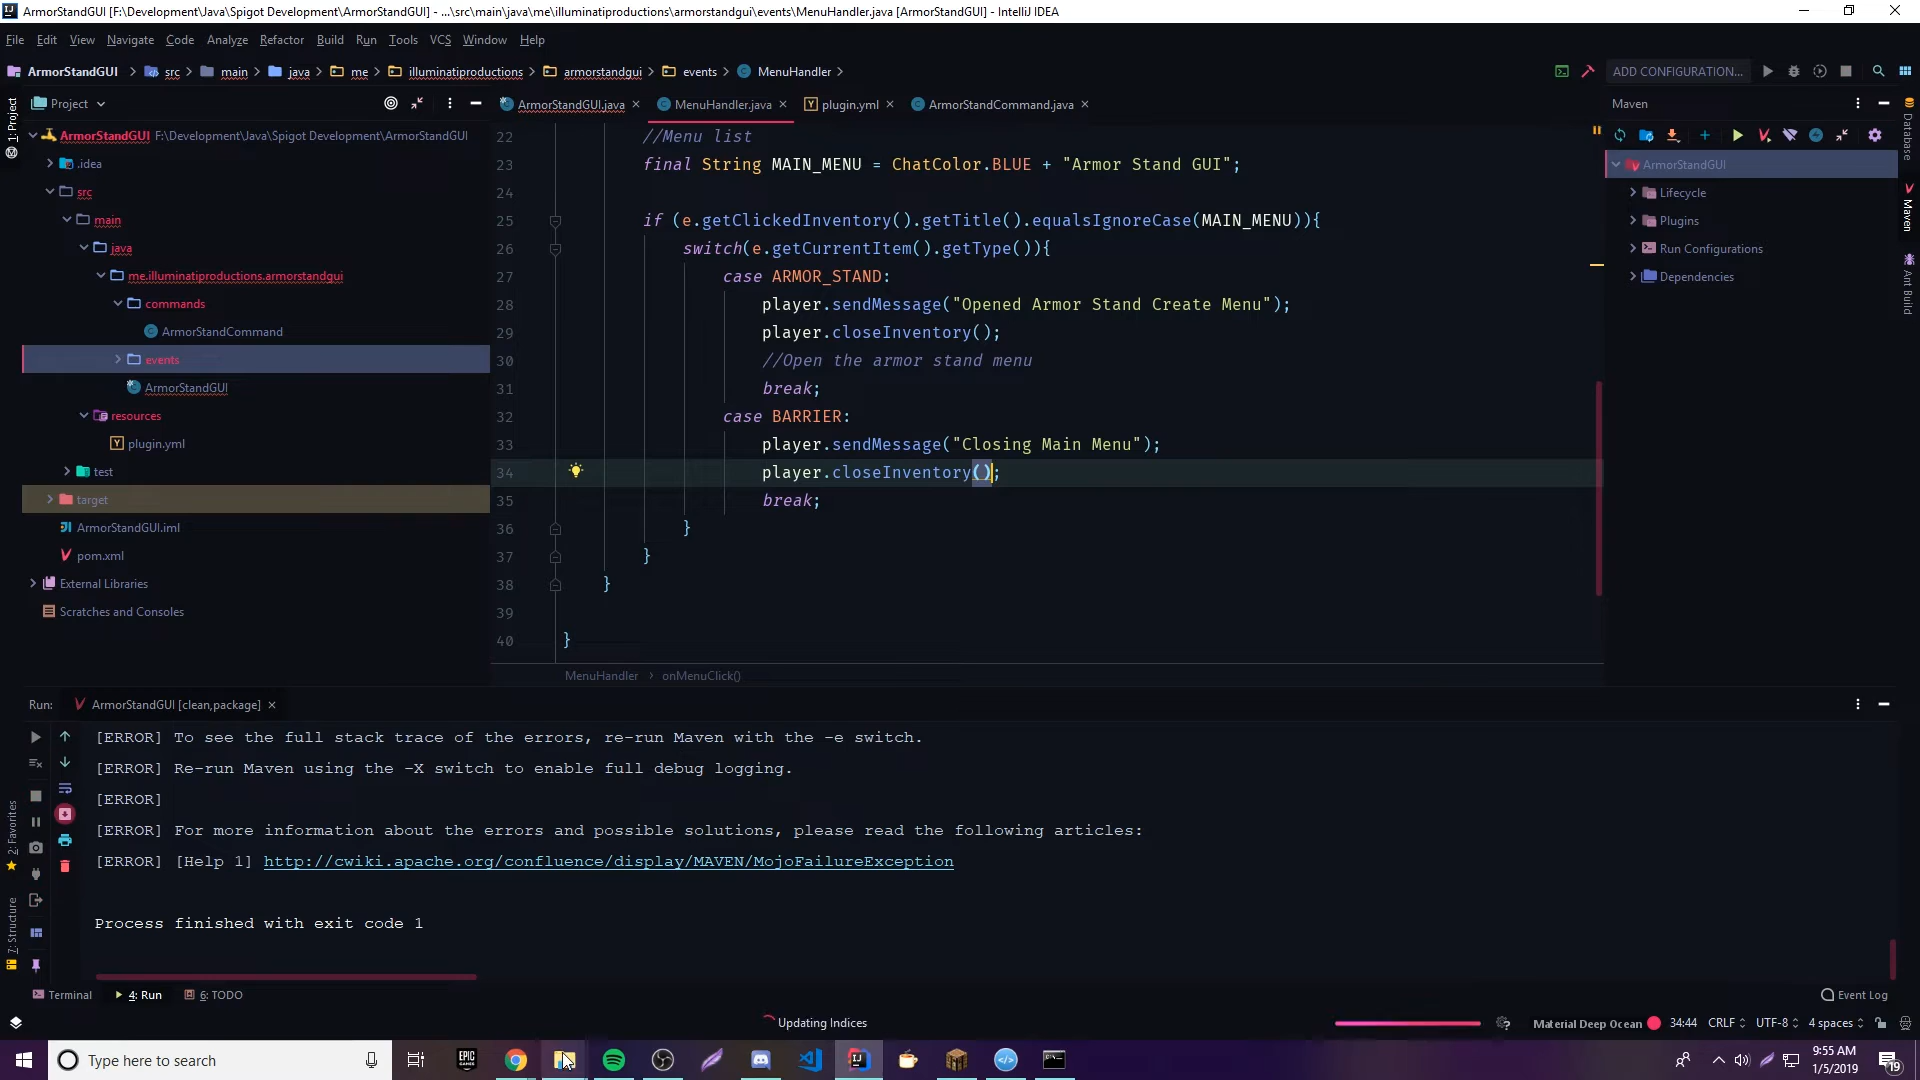 ArmorStandGUI [F:\Development\Java\Spigot Development\ArmorStandGUI] - ...\src\main\java\me\illuminatiproductions\armorstandgui\events\MenuHandler.java [ArmorStandGUI] - IntelliJ IDEA
File Edit View Navigate Code Analyze Refactor Build Run Tools VCS Window Help
ArmorStandGUI src main java me illuminatiproductions armorstandgui events MenuHandler ADD CONFIGURATION...
Project ArmorStandGUI.java MenuHandler.java plugin.yml ArmorStandCommand.java Maven
1: Project
ArmorStandGUI F:\Development\Java\Spigot Development\ArmorStandGUI
.idea
src
main
java
me.illuminatiproductions.armorstandgui
commands
ArmorStandCommand
events
ArmorStandGUI
resources
plugin.yml
test
target
ArmorStandGUI.iml
pom.xml
External Libraries
Scratches and Consoles
22 //Menu list
23 final String MAIN_MENU = ChatColor.BLUE + "Armor Stand GUI";
24
25 if (e.getClickedInventory().getTitle().equalsIgnoreCase(MAIN_MENU)){
26 switch(e.getCurrentItem().getType()){
27 case ARMOR_STAND:
28 player.sendMessage("Opened Armor Stand Create Menu");
29 player.closeInventory();
30 //Open the armor stand menu
31 break;
32 case BARRIER:
33 player.sendMessage("Closing Main Menu");
34 player.closeInventory();
35 break;
36 }
37 }
38 }
39
40 }
MenuHandler › onMenuClick()
ArmorStandGUI
Lifecycle
Plugins
Run Configurations
Dependencies
Database
Maven
Ant Build
Run: ArmorStandGUI [clean,package]
[ERROR] To see the full stack trace of the errors, re-run Maven with the -e switch.
[ERROR] Re-run Maven using the -X switch to enable full debug logging.
[ERROR]
[ERROR] For more information about the errors and possible solutions, please read the following articles:
[ERROR] [Help 1] http://cwiki.apache.org/confluence/display/MAVEN/MojoFailureException
Process finished with exit code 1
2: Favorites
7: Structure
Terminal 4: Run 6: TODO Event Log
Updating Indices Material Deep Ocean 34:44 CRLF UTF-8 4 spaces
Type here to search
EPIC GAMES
9:55 AM
1/5/2019
19